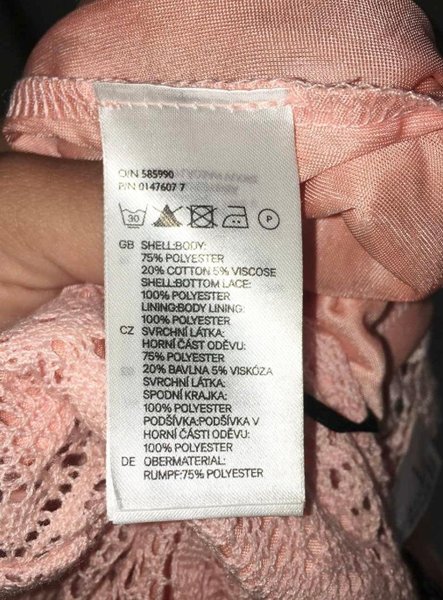 O/N 585990
P/N 0147607 7
30 P
GB SHELL:BODY:
75% POLYESTER
20% COTTON 5% VISCOSE
SHELL:BOTTOM LACE:
100% POLYESTER
LINING:BODY LINING:
100% POLYESTER
CZ SVRCHNÍ LÁTKA:
HORNÍ ČÁST ODĚVU:
75% POLYESTER
20% BAVLNA 5% VISKÓZA
SVRCHNÍ LÁTKA:
SPODNÍ KRAJKA:
100% POLYESTER
PODŠÍVKA:PODŠÍVKA V
HORNÍ ČÁSTI ODĚVU:
100% POLYESTER
DE OBERMATERIAL:
RUMPF:75% POLYESTER